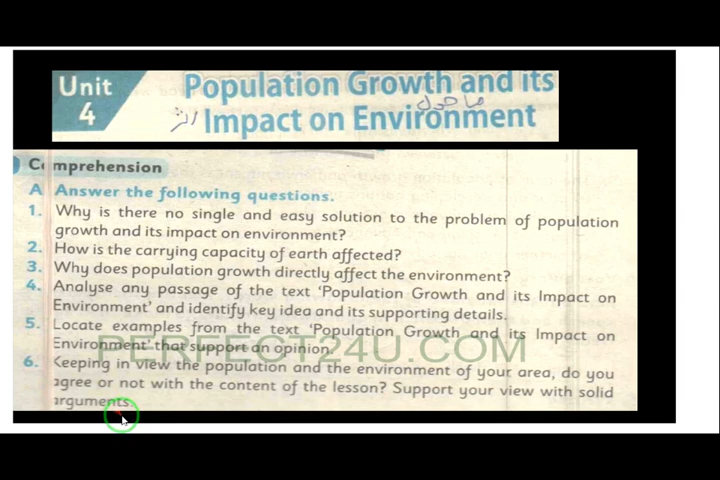 Unit
4
Population Growth and its
ماحول
اثر
Impact on Environment
Comprehension
A Answer the following questions.
1. Why is there no single and easy solution to the problem of population
growth and its impact on environment?
2. How is the carrying capacity of earth affected?
3. Why does population growth directly affect the environment?
4. Analyse any passage of the text ‘Population Growth and its Impact on
Environment’ and identify key idea and its supporting details.
5. Locate examples from the text ‘Population Growth and its Impact on
Environment’ that support an opinion.
PERFECT24U.COM
6. Keeping in view the population and the environment of your area, do you
agree or not with the content of the lesson? Support your view with solid
arguments.